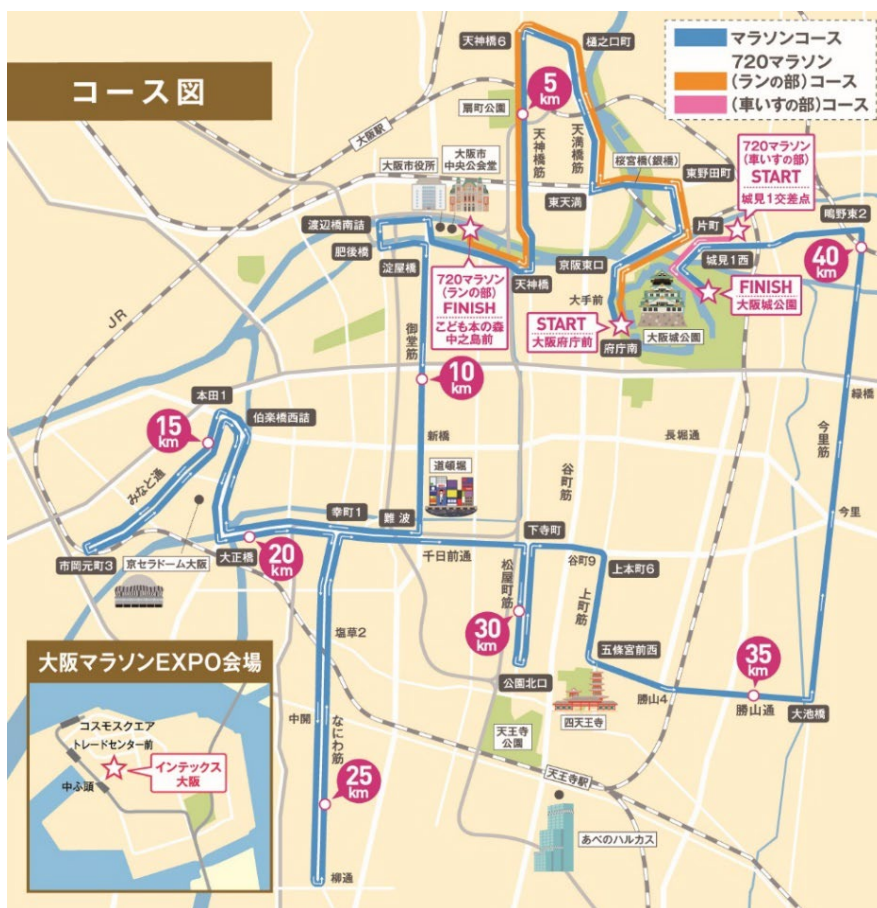 コース図
マラソンコース
720マラソン
(ランの部)コース
(車いすの部)コース
天神橋6
樋之口町
5
km
扇町公園
大阪駅
天神橋筋
天満橋筋
大阪市役所
大阪市
中央公会堂
桜宮橋(銀橋)
東野田町
720マラソン
(車いすの部)
START
城見1交差点
東天満
片町
鴫野東2
渡辺橋南詰
肥後橋
淀屋橋
天神橋
京阪東口
城見1西
40
km
720マラソン
(ランの部)
FINISH
こども本の森
中之島前
大手前
START
大阪府庁前
府庁南
大阪城公園
FINISH
大阪城公園
JR
御堂筋
10
km
緑橋
本田1
伯楽橋西詰
15
km
みなと通
新橋
長堀通
今里筋
谷町筋
道頓堀
幸町1
難波
下寺町
今里
市岡元町3
京セラドーム大阪
大正橋
20
km
千日前通
松屋町筋
谷町9
上本町6
上町筋
30
km
塩草2
五條宮前西
35
km
公園北口
四天王寺
勝山4
勝山通
大池橋
大阪マラソンEXPO会場
コスモスクエア
トレードセンター前
インテックス
大阪
中ふ頭
中開
なにわ筋
天王寺
公園
天王寺駅
25
km
あべのハルカス
柳通